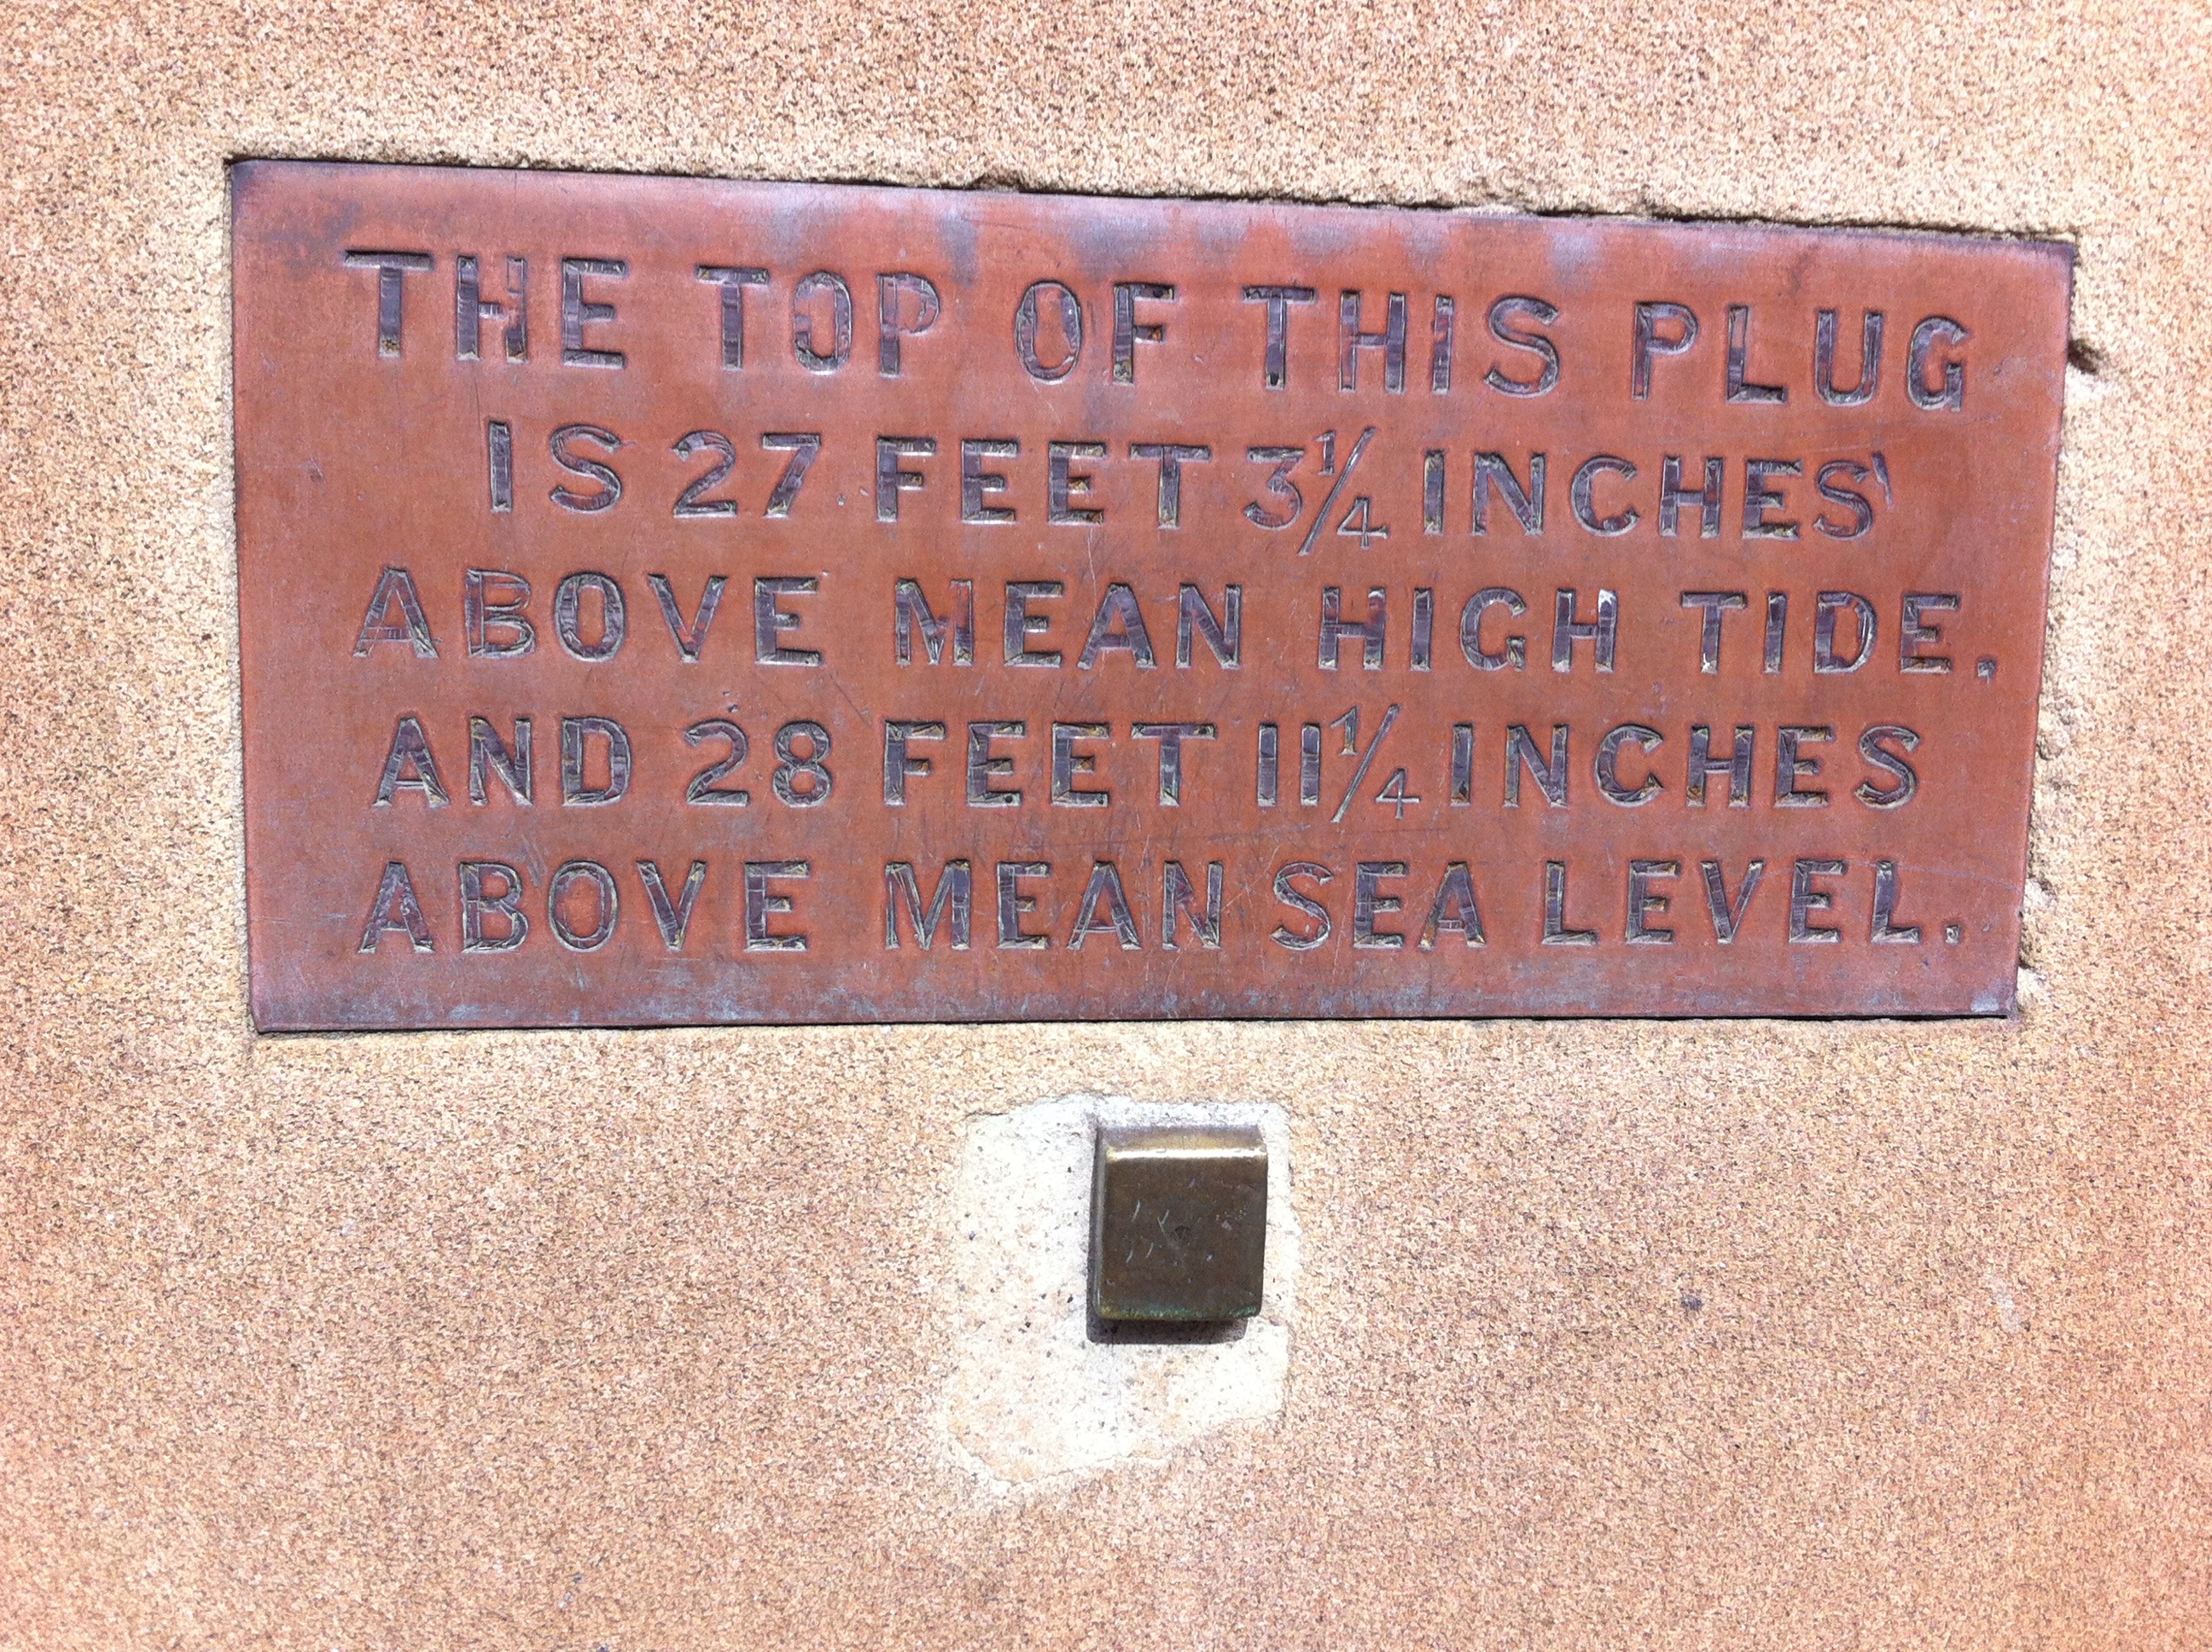 THE TOP OF THIS PLUG
IS 27 FEET 3¼ INCHES
ABOVE MEAN HIGH TIDE.
AND 28 FEET 11¼ INCHES
ABOVE MEAN SEA LEVEL.